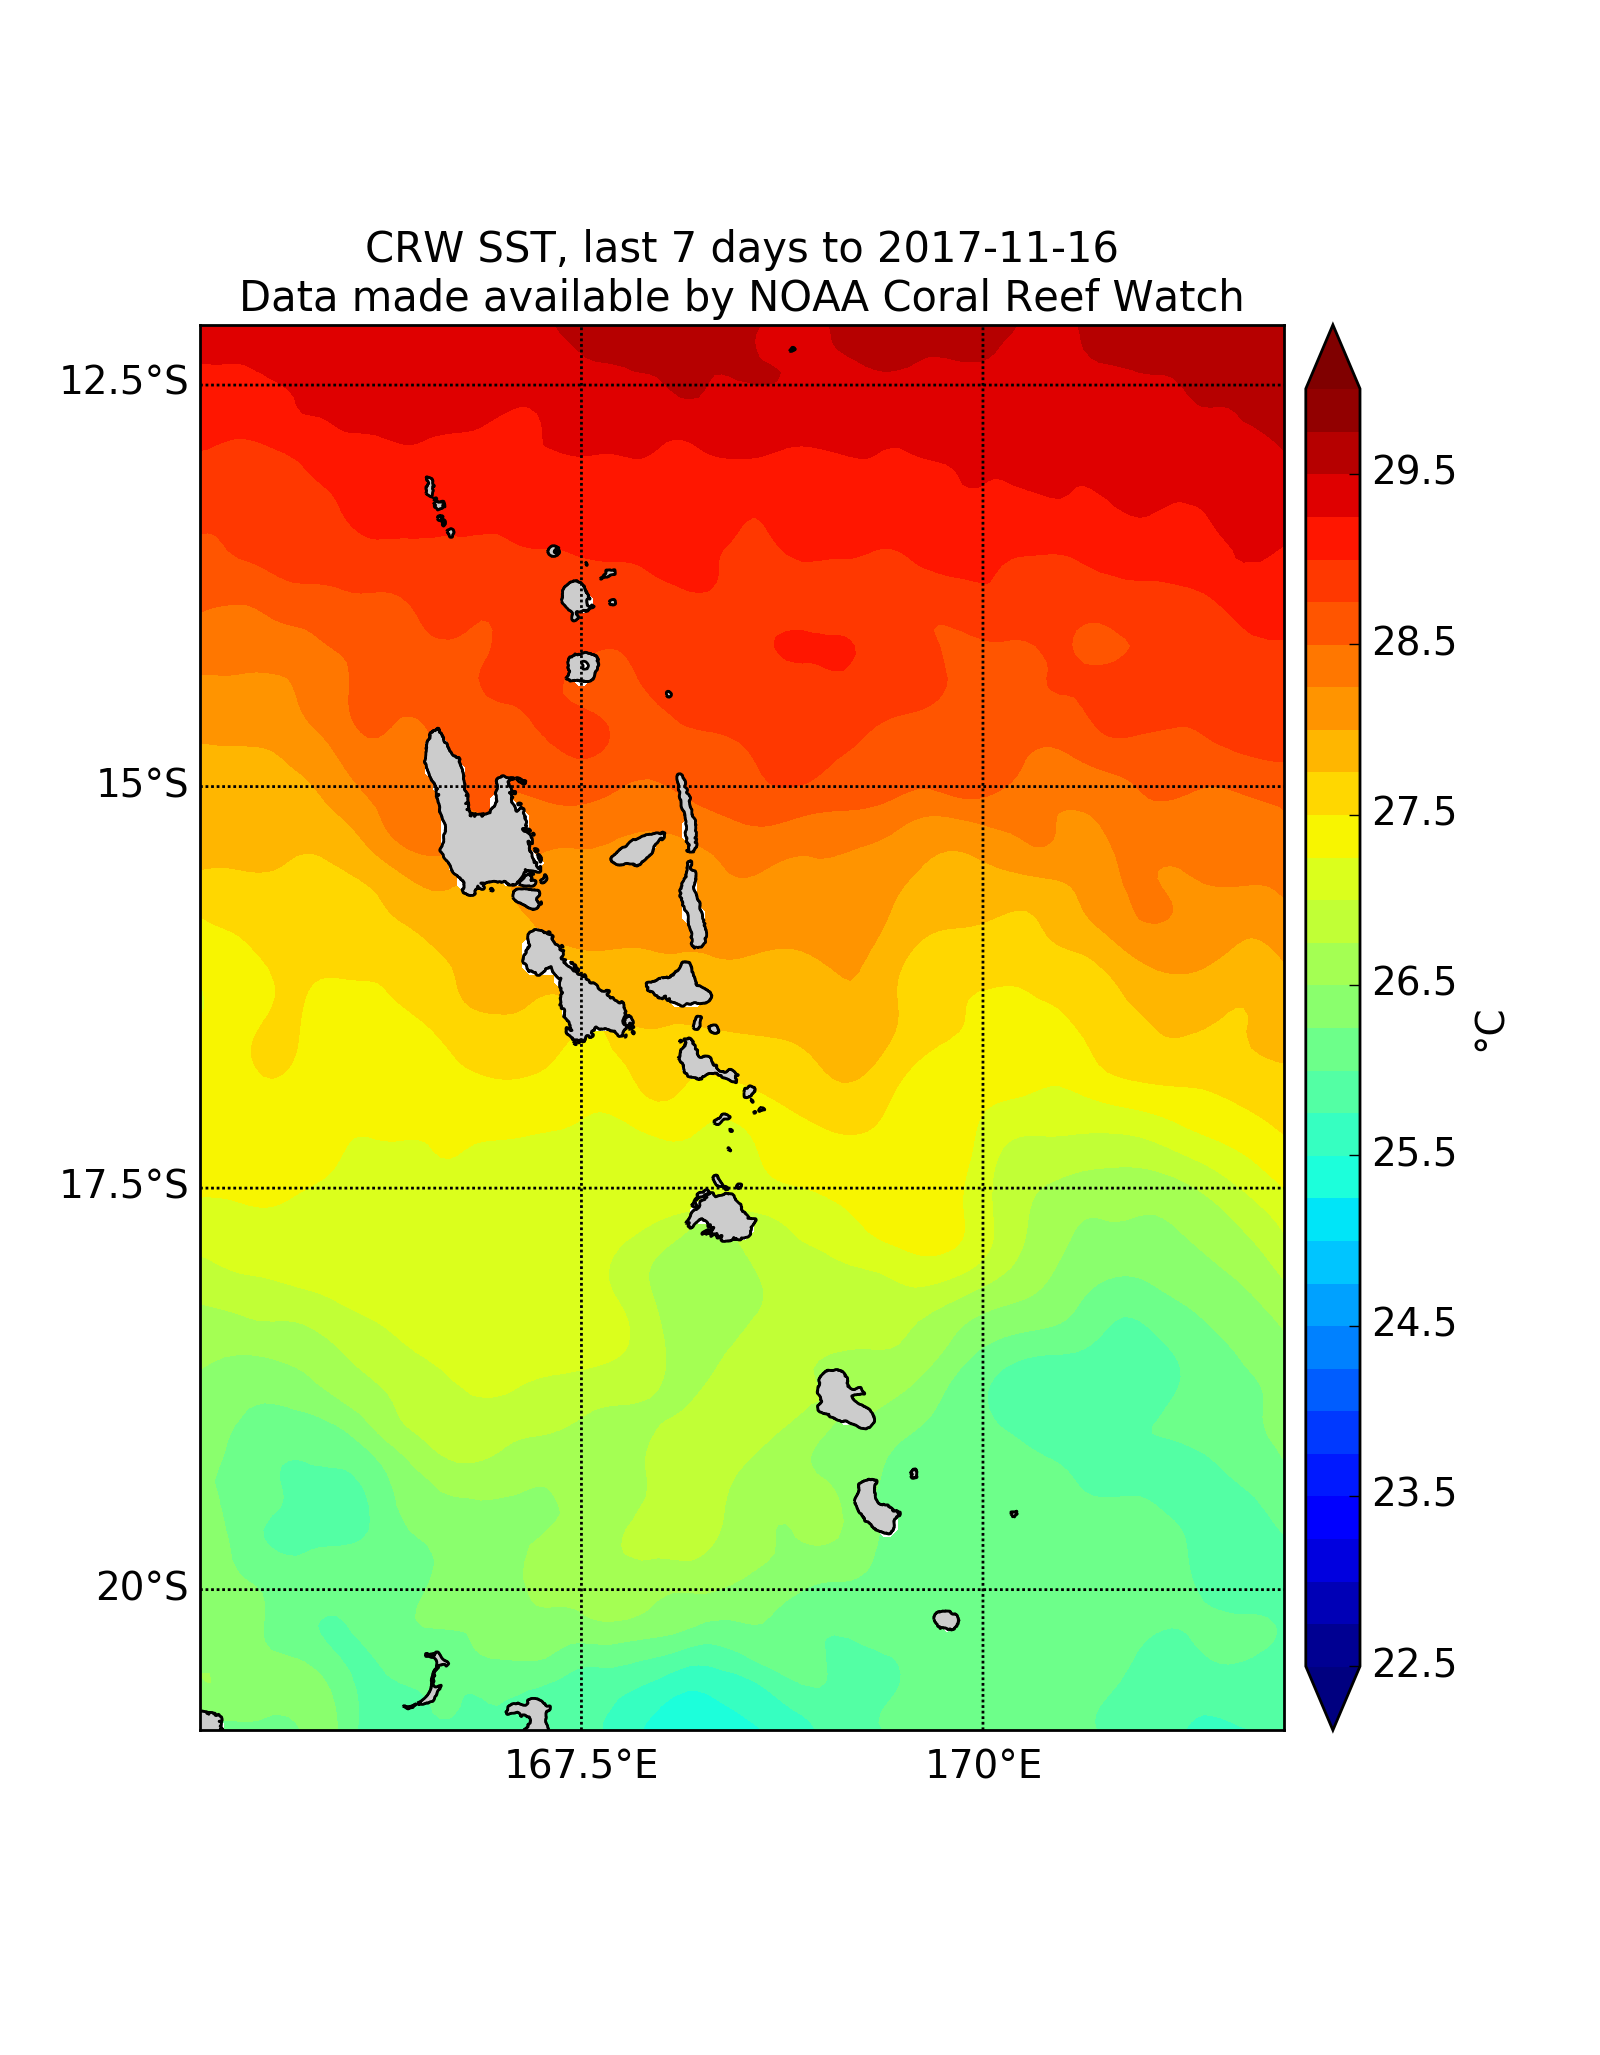 CRW SST, last 7 days to 2017-11-16
Data made available by NOAA Coral Reef Watch
12.5°S
15°S
17.5°S
20°S
167.5°E
170°E
29.5
28.5
27.5
26.5
25.5
24.5
23.5
22.5
°C